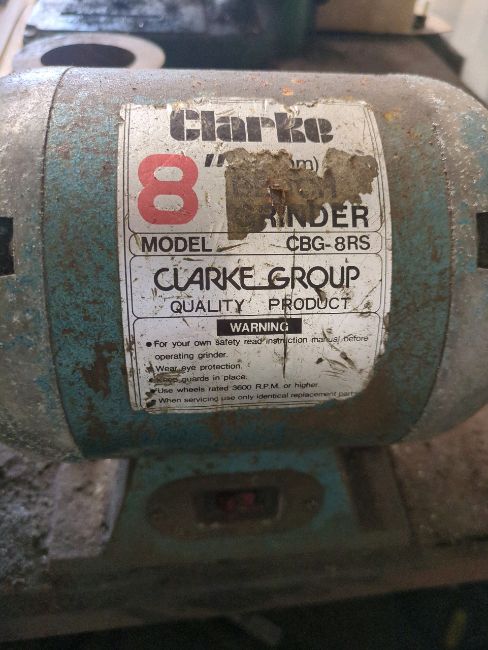 Clarke
8"
GRINDER
MODEL CBG-8RS
CLARKE GROUP
QUALITY PRODUCT
WARNING
• For your own safety read instruction manual before
operating grinder.
• Wear eye protection.
• Keep guards in place.
• Use wheels rated 3600 R.P.M. or higher.
• When servicing use only identical replacement parts